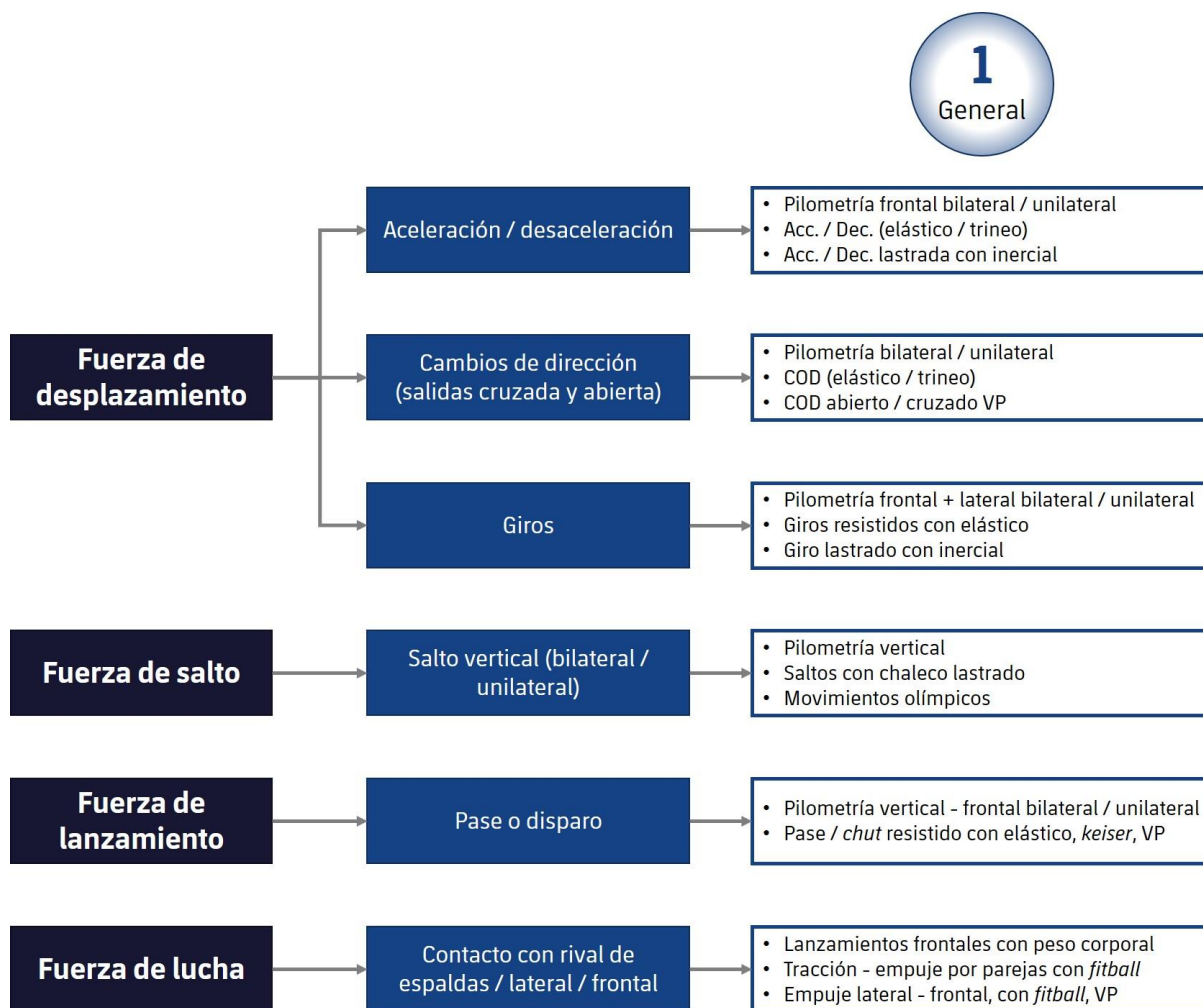 1
General
Fuerza de
desplazamiento
Aceleración / desaceleración
• Pilometría frontal bilateral / unilateral
• Acc. / Dec. (elástico / trineo)
• Acc. / Dec. lastrada con inercial
Cambios de dirección
(salidas cruzada y abierta)
• Pilometría bilateral / unilateral
• COD (elástico / trineo)
• COD abierto / cruzado VP
Giros
• Pilometría frontal + lateral bilateral / unilateral
• Giros resistidos con elástico
• Giro lastrado con inercial
Fuerza de salto
Salto vertical (bilateral /
unilateral)
• Pilometría vertical
• Saltos con chaleco lastrado
• Movimientos olímpicos
Fuerza de
lanzamiento
Pase o disparo
• Pilometría vertical - frontal bilateral / unilateral
• Pase / chut resistido con elástico, keiser, VP
Fuerza de lucha
Contacto con rival de
espaldas / lateral / frontal
• Lanzamientos frontales con peso corporal
• Tracción - empuje por parejas con fitball
• Empuje lateral - frontal, con fitball, VP